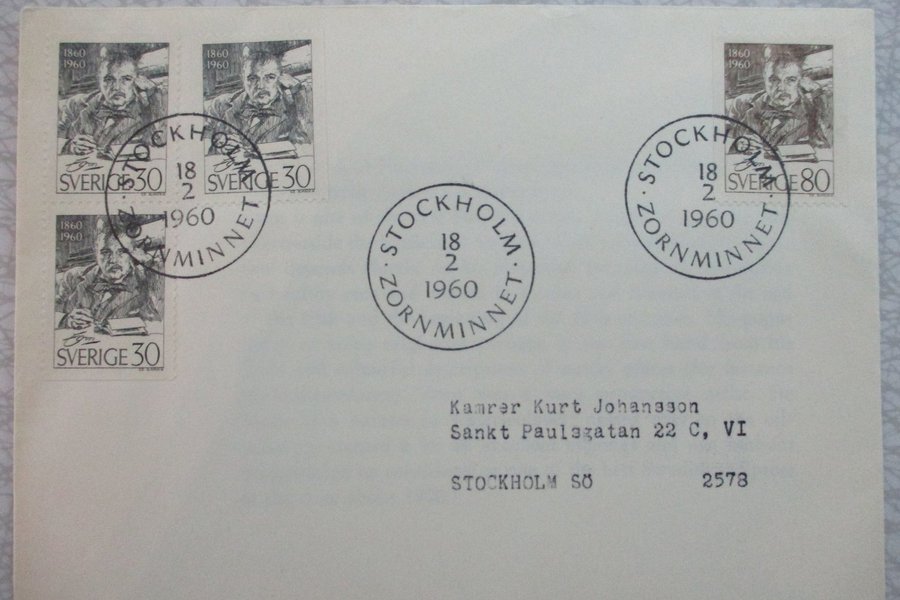 1860
1960
SVERIGE 30
1860
1960
SVERIGE 30
1860
1960
SVERIGE 80
1860
1960
SVERIGE 30
· STOCKHOLM ·
18
2
1960
ZORNMINNET
· STOCKHOLM ·
18
2
1960
ZORNMINNET
· STOCKHOLM ·
18
2
1960
ZORNMINNET
Kamrer Kurt Johansson
Sankt Paulsgatan 22 C, VI
STOCKHOLM SÖ 2578